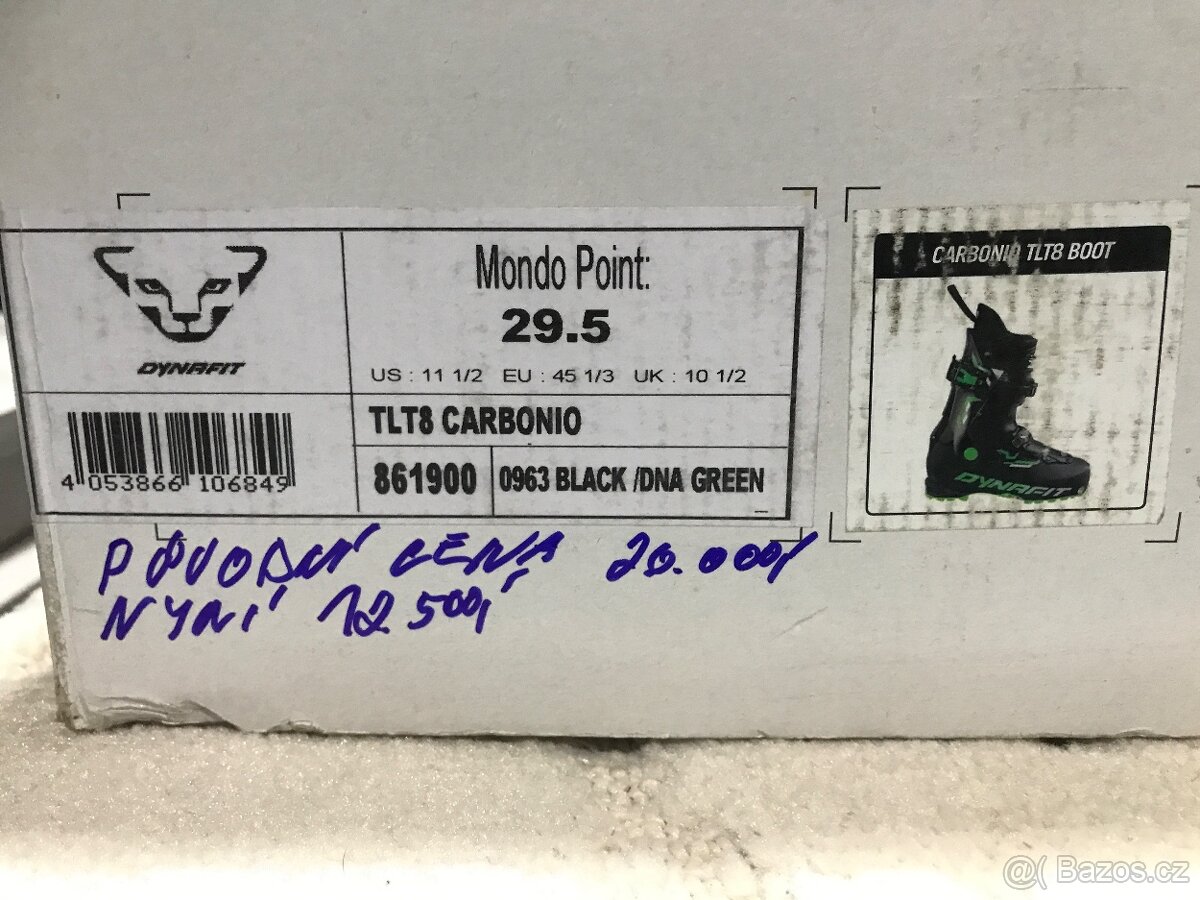 DYNAFIT
4 053866 106849
Mondo Point:
29.5
US : 11 1/2 EU : 45 1/3 UK : 10 1/2
TLT8 CARBONIO
861900 0963 BLACK /DNA GREEN
CARBONIO TLT8 BOOT
DYNAFIT
PŮVODNÍ CENA 20.000,-
NYNÍ 12500,-
@( Bazos.cz